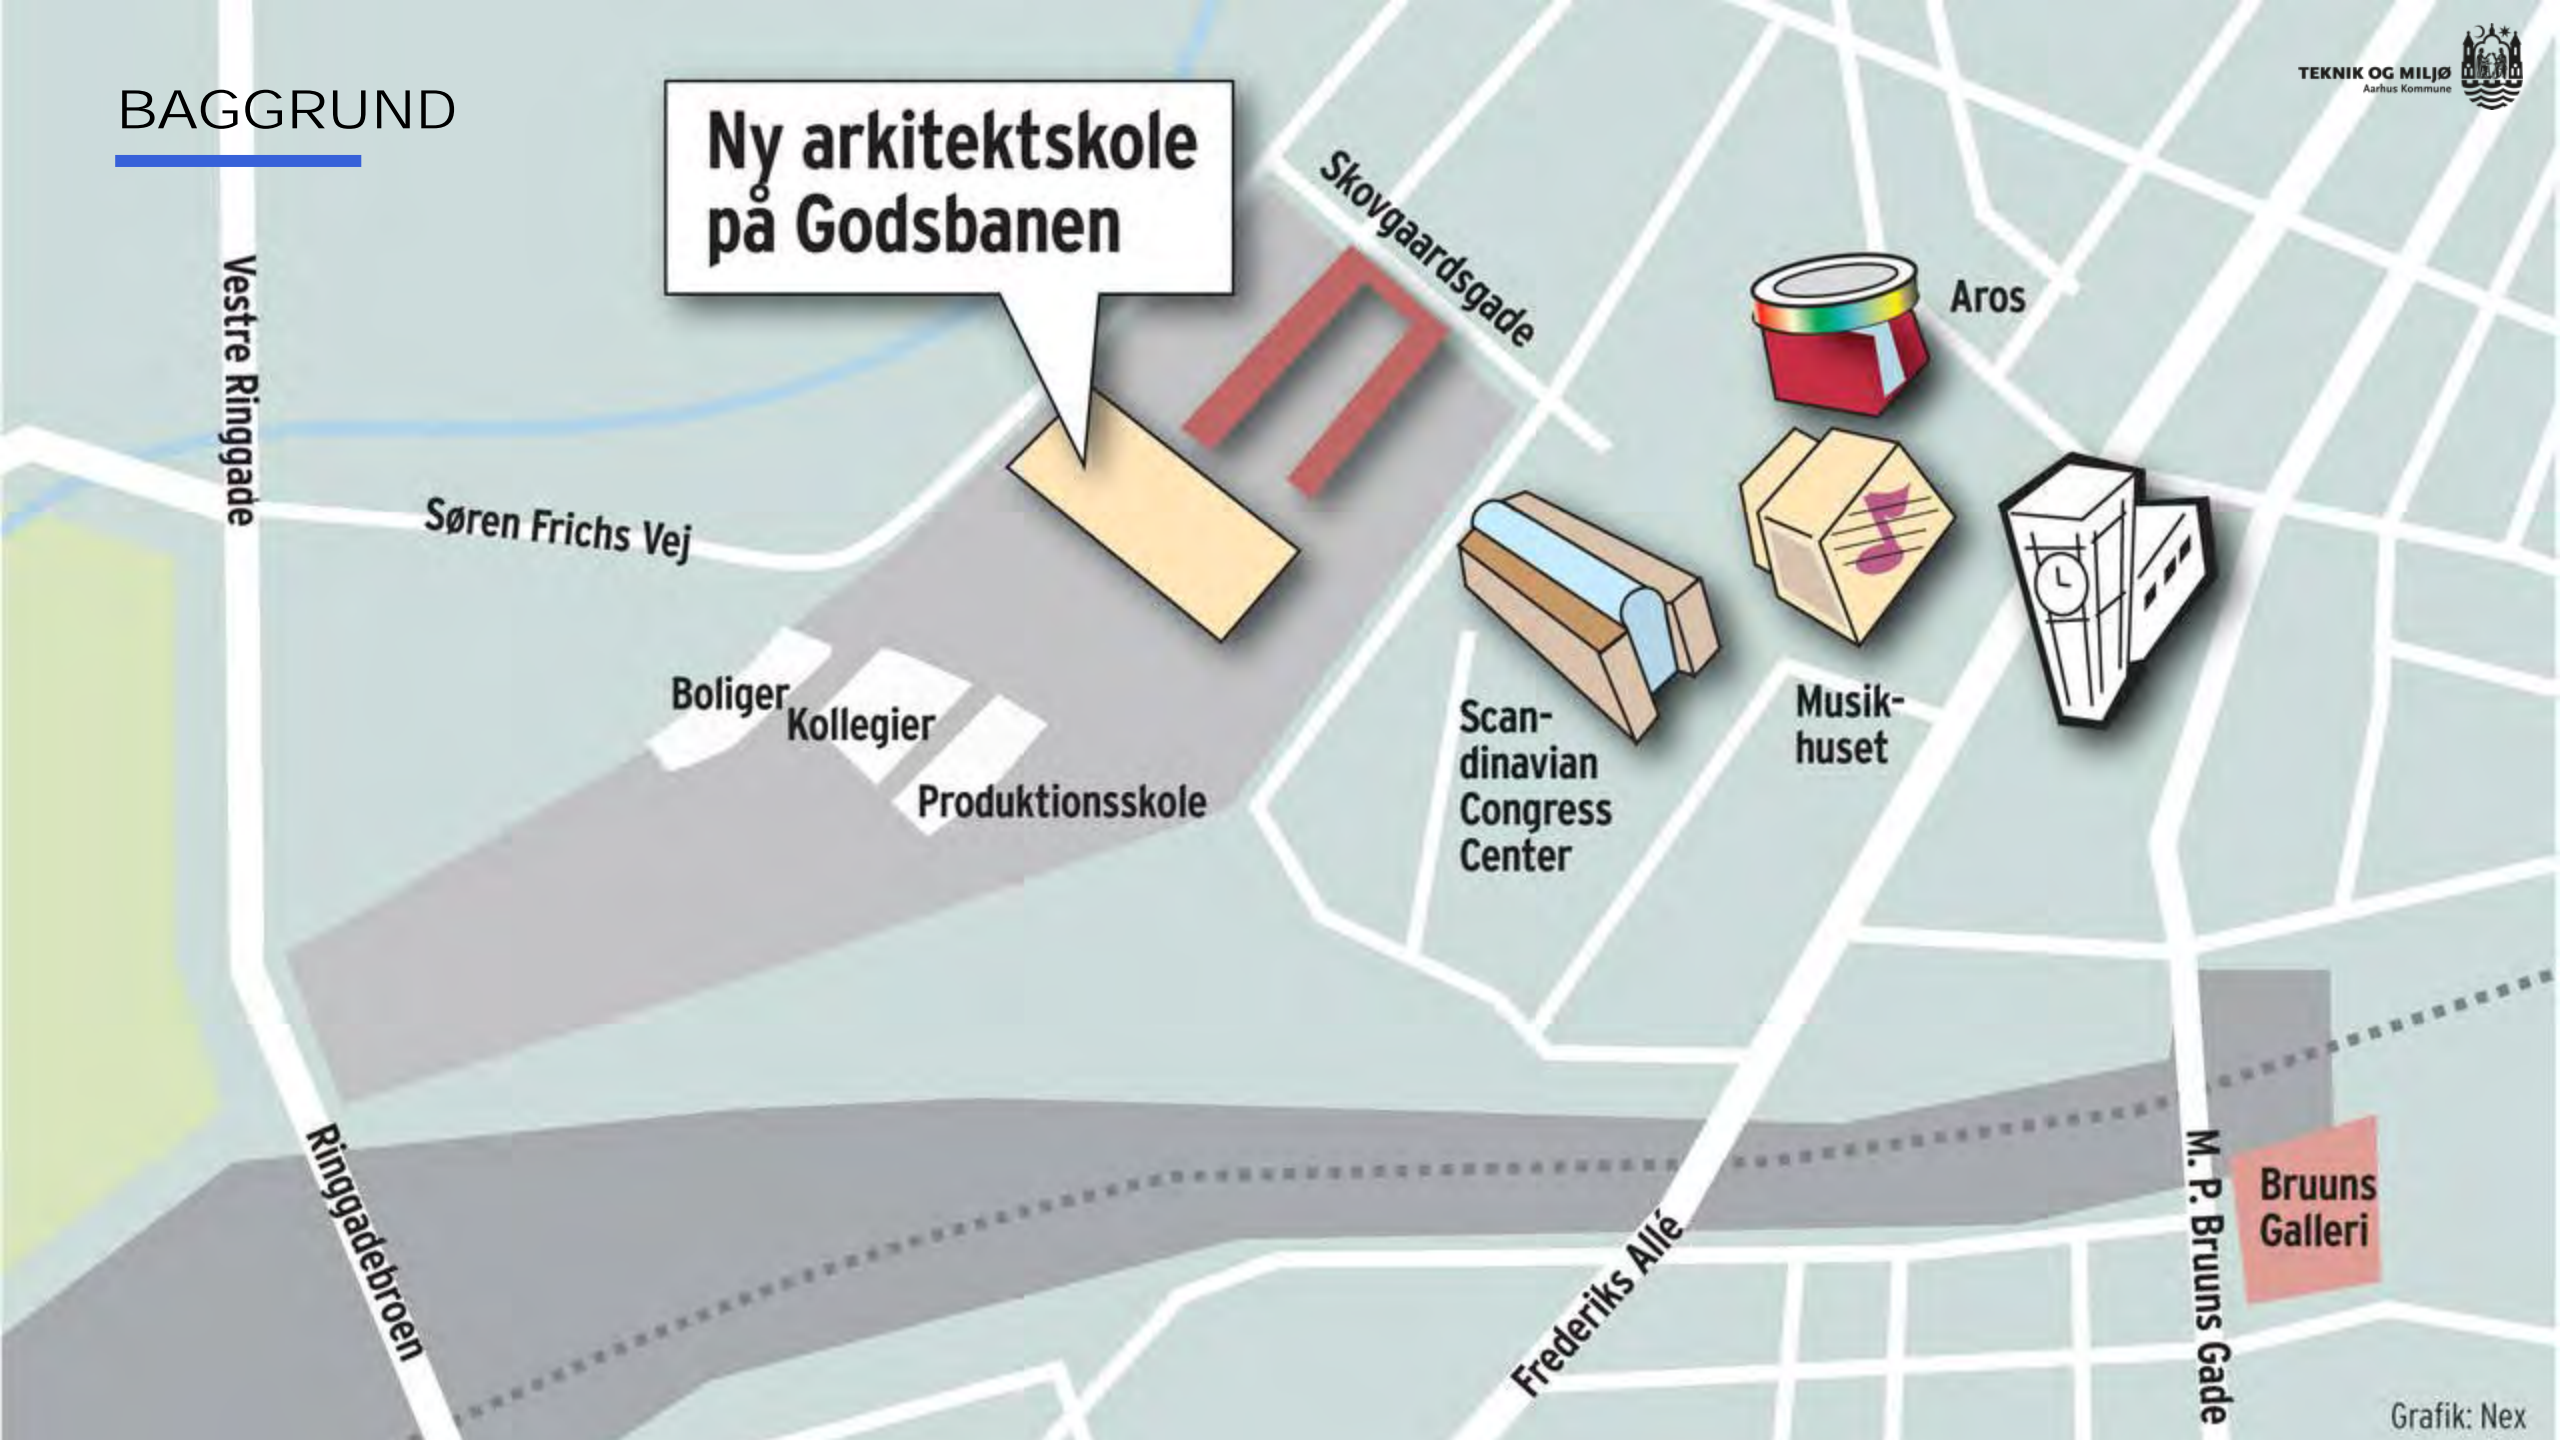 BAGGRUND
TEKNIK OG MILJØ
Aarhus Kommune
Ny arkitektskole
på Godsbanen
Skovgaardsgade
Aros
Vestre Ringgade
Søren Frichs Vej
Boliger
Kollegier
Produktionsskole
Scan-
dinavian
Congress
Center
Musik-
huset
Ringgadebroen
Frederiks Allé
M. P. Bruuns Gade
Bruuns
Galleri
Grafik: Nex